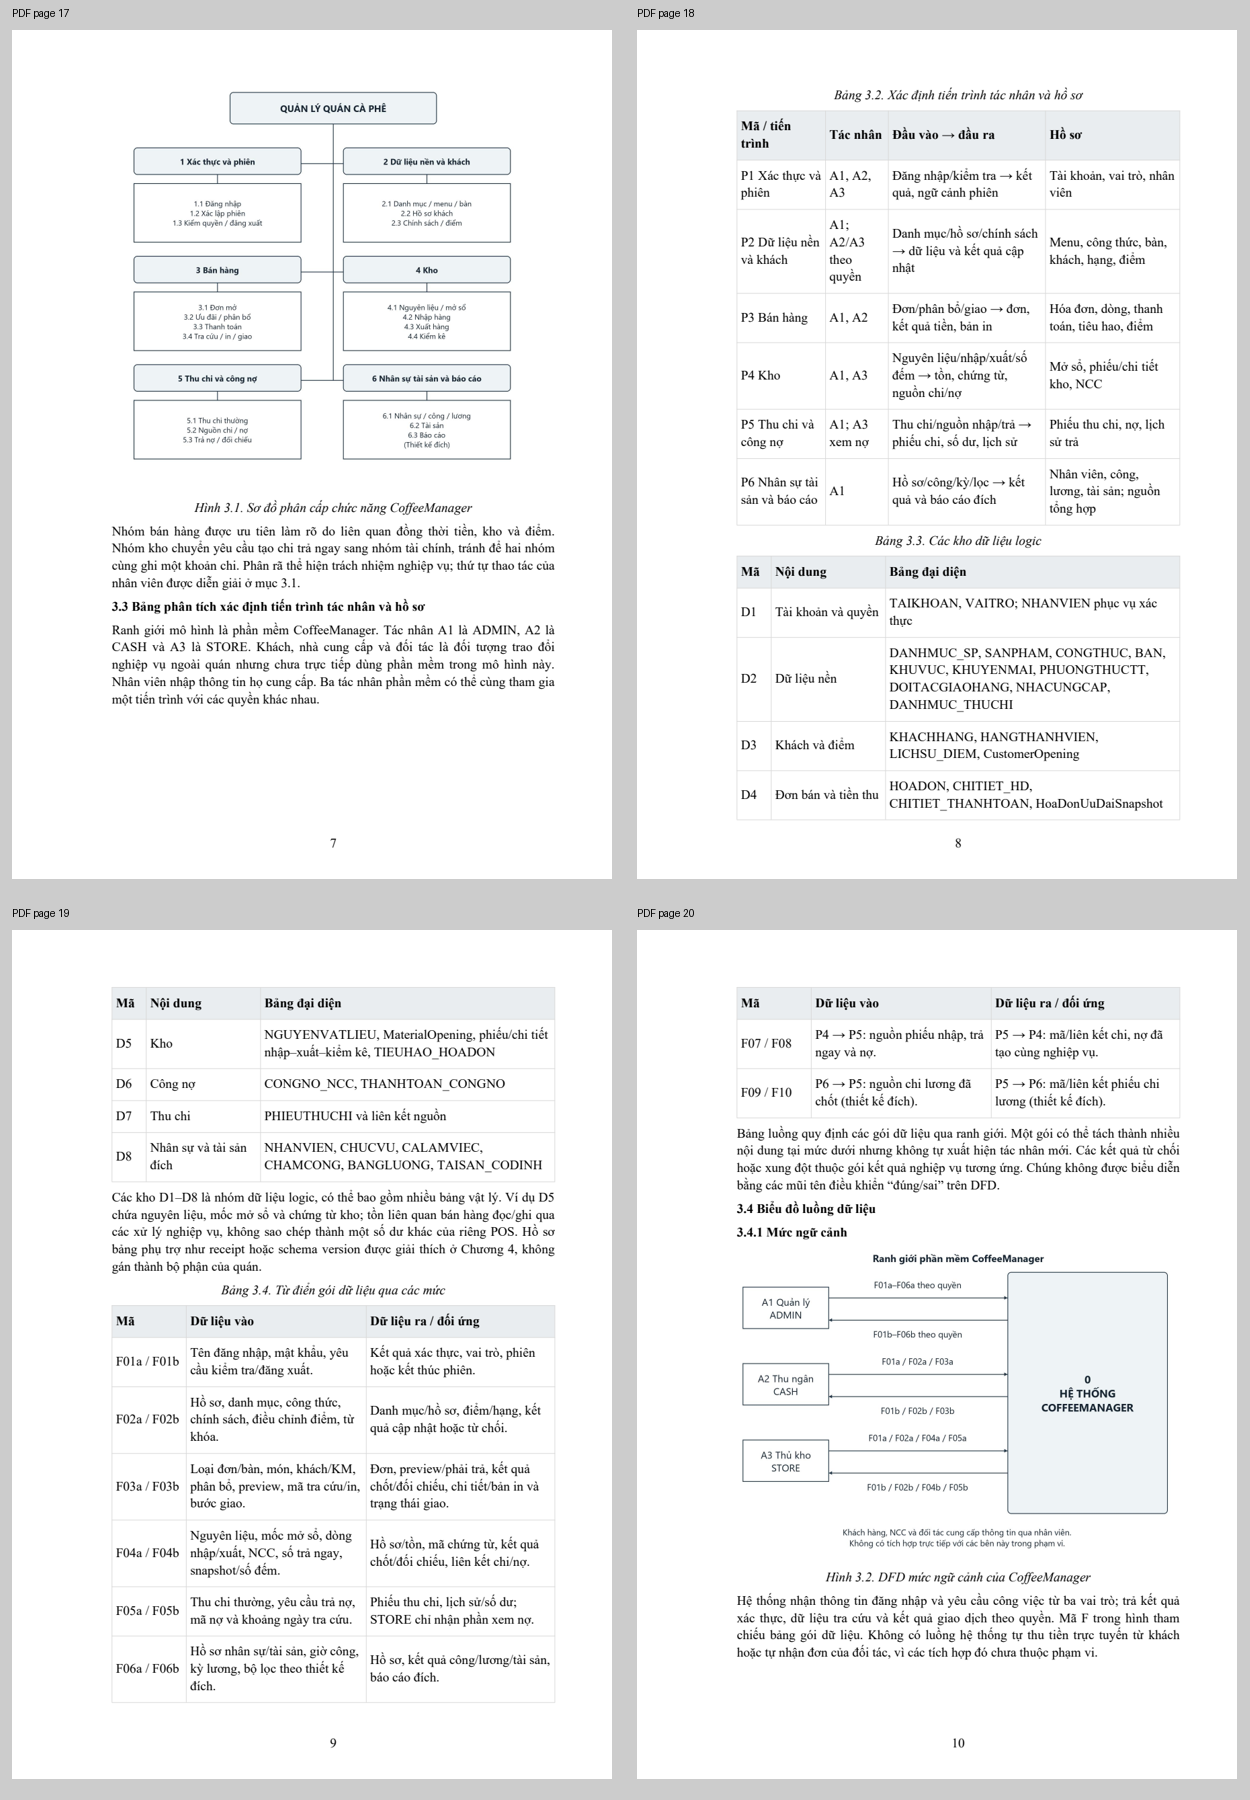 PDF page 17
QUẢN LÝ QUÁN CÀ PHÊ
1 Xác thực và phiên
2 Dữ liệu nền và khách
1.1 Đăng nhập
1.2 Xác lập phiên
1.3 Kiểm quyền / đăng xuất
2.1 Danh mục / menu / bàn
2.2 Hồ sơ khách
2.3 Chính sách / điểm
3 Bán hàng
4 Kho
3.1 Đơn mở
3.2 Ưu đãi / phân bổ
3.3 Thanh toán
3.4 Tra cứu / in / giao
4.1 Nguyên liệu / mở sổ
4.2 Nhập hàng
4.3 Xuất hàng
4.4 Kiểm kê
5 Thu chi và công nợ
6 Nhân sự tài sản và báo cáo
5.1 Thu chi thường
5.2 Nguồn chi / nợ
5.3 Trả nợ / đối chiếu
6.1 Nhân sự / công / lương
6.2 Tài sản
6.3 Báo cáo
(Thiết kế đích)
Hình 3.1. Sơ đồ phân cấp chức năng CoffeeManager
Nhóm bán hàng được ưu tiên làm rõ do liên quan đồng thời tiền, kho và điểm.
Nhóm kho chuyển yêu cầu tạo chi trả ngay sang nhóm tài chính, tránh để hai nhóm
cùng ghi một khoản chi. Phân rã thể hiện trách nhiệm nghiệp vụ; thứ tự thao tác của
nhân viên được diễn giải ở mục 3.1.
3.3 Bảng phân tích xác định tiến trình tác nhân và hồ sơ
Ranh giới mô hình là phần mềm CoffeeManager. Tác nhân A1 là ADMIN, A2 là
CASH và A3 là STORE. Khách, nhà cung cấp và đối tác là đối tượng trao đổi
nghiệp vụ ngoài quán nhưng chưa trực tiếp dùng phần mềm trong mô hình này.
Nhân viên nhập thông tin họ cung cấp. Ba tác nhân phần mềm có thể cùng tham gia
một tiến trình với các quyền khác nhau.
7
PDF page 18
Bảng 3.2. Xác định tiến trình tác nhân và hồ sơ
Mã / tiến
trình
Tác nhân
Đầu vào → đầu ra
Hồ sơ
P1 Xác thực và
phiên
A1, A2,
A3
Đăng nhập/kiểm tra → kết
quả, ngữ cảnh phiên
Tài khoản, vai trò, nhân
viên
P2 Dữ liệu nền
và khách
A1;
A2/A3
theo
quyền
Danh mục/hồ sơ/chính sách
→ dữ liệu và kết quả cập
nhật
Menu, công thức, bàn,
khách, hạng, điểm
P3 Bán hàng
A1, A2
Đơn/phân bổ/giao → đơn,
kết quả tiền, bản in
Hóa đơn, dòng, thanh
toán, tiêu hao, điểm
P4 Kho
A1, A3
Nguyên liệu/nhập/xuất/số
đếm → tồn, chứng từ,
nguồn chi/nợ
Mở sổ, phiếu/chi tiết
kho, NCC
P5 Thu chi và
công nợ
A1; A3
xem nợ
Thu chi/nguồn nhập/trả →
phiếu chi, số dư, lịch sử
Phiếu thu chi, nợ, lịch
sử trả
P6 Nhân sự tài
sản và báo cáo
A1
Hồ sơ/công/kỳ/lọc → kết
quả và báo cáo đích
Nhân viên, công,
lương, tài sản; nguồn
tổng hợp
Bảng 3.3. Các kho dữ liệu logic
Mã
Nội dung
Bảng đại diện
D1
Tài khoản và quyền
TAIKHOAN, VAITRO; NHANVIEN phục vụ xác
thực
D2
Dữ liệu nền
DANHMUC_SP, SANPHAM, CONGTHUC, BAN,
KHUVUC, KHUYENMAI, PHUONGTHUCTT,
DOITACGIAOHANG, NHACUNGCAP,
DANHMUC_THUCHI
D3
Khách và điểm
KHACHHANG, HANGTHANHVIEN,
LICHSU_DIEM, CustomerOpening
D4
Đơn bán và tiền thu
HOADON, CHITIET_HD,
CHITIET_THANHTOAN, HoaDonUuDaiSnapshot
8
PDF page 19
Mã
Nội dung
Bảng đại diện
D5
Kho
NGUYENVATLIEU, MaterialOpening, phiếu/chi tiết
nhập–xuất–kiểm kê, TIEUHAO_HOADON
D6
Công nợ
CONGNO_NCC, THANHTOAN_CONGNO
D7
Thu chi
PHIEUTHUCHI và liên kết nguồn
D8
Nhân sự và tài sản
đích
NHANVIEN, CHUCVU, CALAMVIEC,
CHAMCONG, BANGLUONG, TAISAN_CODINH
Các kho D1–D8 là nhóm dữ liệu logic, có thể bao gồm nhiều bảng vật lý. Ví dụ D5
chứa nguyên liệu, mốc mở sổ và chứng từ kho; tồn liên quan bán hàng đọc/ghi qua
các xử lý nghiệp vụ, không sao chép thành một số dư khác của riêng POS. Hồ sơ
bảng phụ trợ như receipt hoặc schema version được giải thích ở Chương 4, không
gán thành bộ phận của quán.
Bảng 3.4. Từ điển gói dữ liệu qua các mức
Mã
Dữ liệu vào
Dữ liệu ra / đối ứng
F01a / F01b
Tên đăng nhập, mật khẩu, yêu
cầu kiểm tra/đăng xuất.
Kết quả xác thực, vai trò, phiên
hoặc kết thúc phiên.
F02a / F02b
Hồ sơ, danh mục, công thức,
chính sách, điều chỉnh điểm, từ
khóa.
Danh mục/hồ sơ, điểm/hạng, kết
quả cập nhật hoặc từ chối.
F03a / F03b
Loại đơn/bàn, món, khách/KM,
phân bổ, preview, mã tra cứu/in,
bước giao.
Đơn, preview/phải trả, kết quả
chốt/đối chiếu, chi tiết/bản in và
trạng thái giao.
F04a / F04b
Nguyên liệu, mốc mở sổ, dòng
nhập/xuất, NCC, số trả ngay,
snapshot/số đếm.
Hồ sơ/tồn, mã chứng từ, kết quả
chốt/đối chiếu, liên kết chi/nợ.
F05a / F05b
Thu chi thường, yêu cầu trả nợ,
mã nợ và khoảng ngày tra cứu.
Phiếu thu chi, lịch sử/số dư;
STORE chỉ nhận phần xem nợ.
F06a / F06b
Hồ sơ nhân sự/tài sản, giờ công,
kỳ lương, bộ lọc theo thiết kế
đích.
Hồ sơ, kết quả công/lương/tài sản,
báo cáo đích.
9
PDF page 20
Mã
Dữ liệu vào
Dữ liệu ra / đối ứng
F07 / F08
P4 → P5: nguồn phiếu nhập, trả
ngay và nợ.
P5 → P4: mã/liên kết chi, nợ đã
tạo cùng nghiệp vụ.
F09 / F10
P6 → P5: nguồn chi lương đã
chốt (thiết kế đích).
P5 → P6: mã/liên kết phiếu chi
lương (thiết kế đích).
Bảng luồng quy định các gói dữ liệu qua ranh giới. Một gói có thể tách thành nhiều
nội dung tại mức dưới nhưng không tự xuất hiện tác nhân mới. Các kết quả từ chối
hoặc xung đột thuộc gói kết quả nghiệp vụ tương ứng. Chúng không được biểu diễn
bằng các mũi tên điều khiển “đúng/sai” trên DFD.
3.4 Biểu đồ luồng dữ liệu
3.4.1 Mức ngữ cảnh
Ranh giới phần mềm CoffeeManager
A1 Quản lý
ADMIN
F01a–F06a theo quyền
F01b–F06b theo quyền
A2 Thu ngân
CASH
F01a / F02a / F03a
F01b / F02b / F03b
0
HỆ THỐNG
COFFEEMANAGER
A3 Thủ kho
STORE
F01a / F02a / F04a / F05a
F01b / F02b / F04b / F05b
Khách hàng, NCC và đối tác cung cấp thông tin qua nhân viên.
Không có tích hợp trực tiếp với các bên này trong phạm vi.
Hình 3.2. DFD mức ngữ cảnh của CoffeeManager
Hệ thống nhận thông tin đăng nhập và yêu cầu công việc từ ba vai trò; trả kết quả
xác thực, dữ liệu tra cứu và kết quả giao dịch theo quyền. Mã F trong hình tham
chiếu bảng gói dữ liệu. Không có luồng hệ thống tự thu tiền trực tuyến từ khách
hoặc tự nhận đơn của đối tác, vì các tích hợp đó chưa thuộc phạm vi.
10